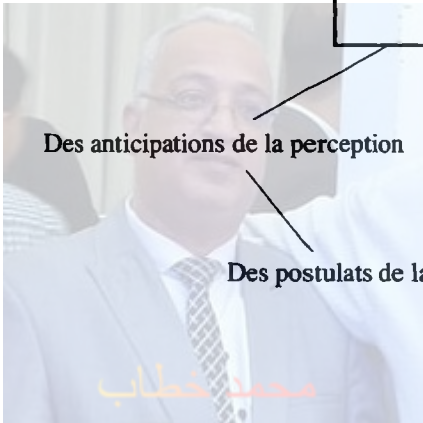 Des anticipations de la perception
Des postulats de la
محمد خطاب